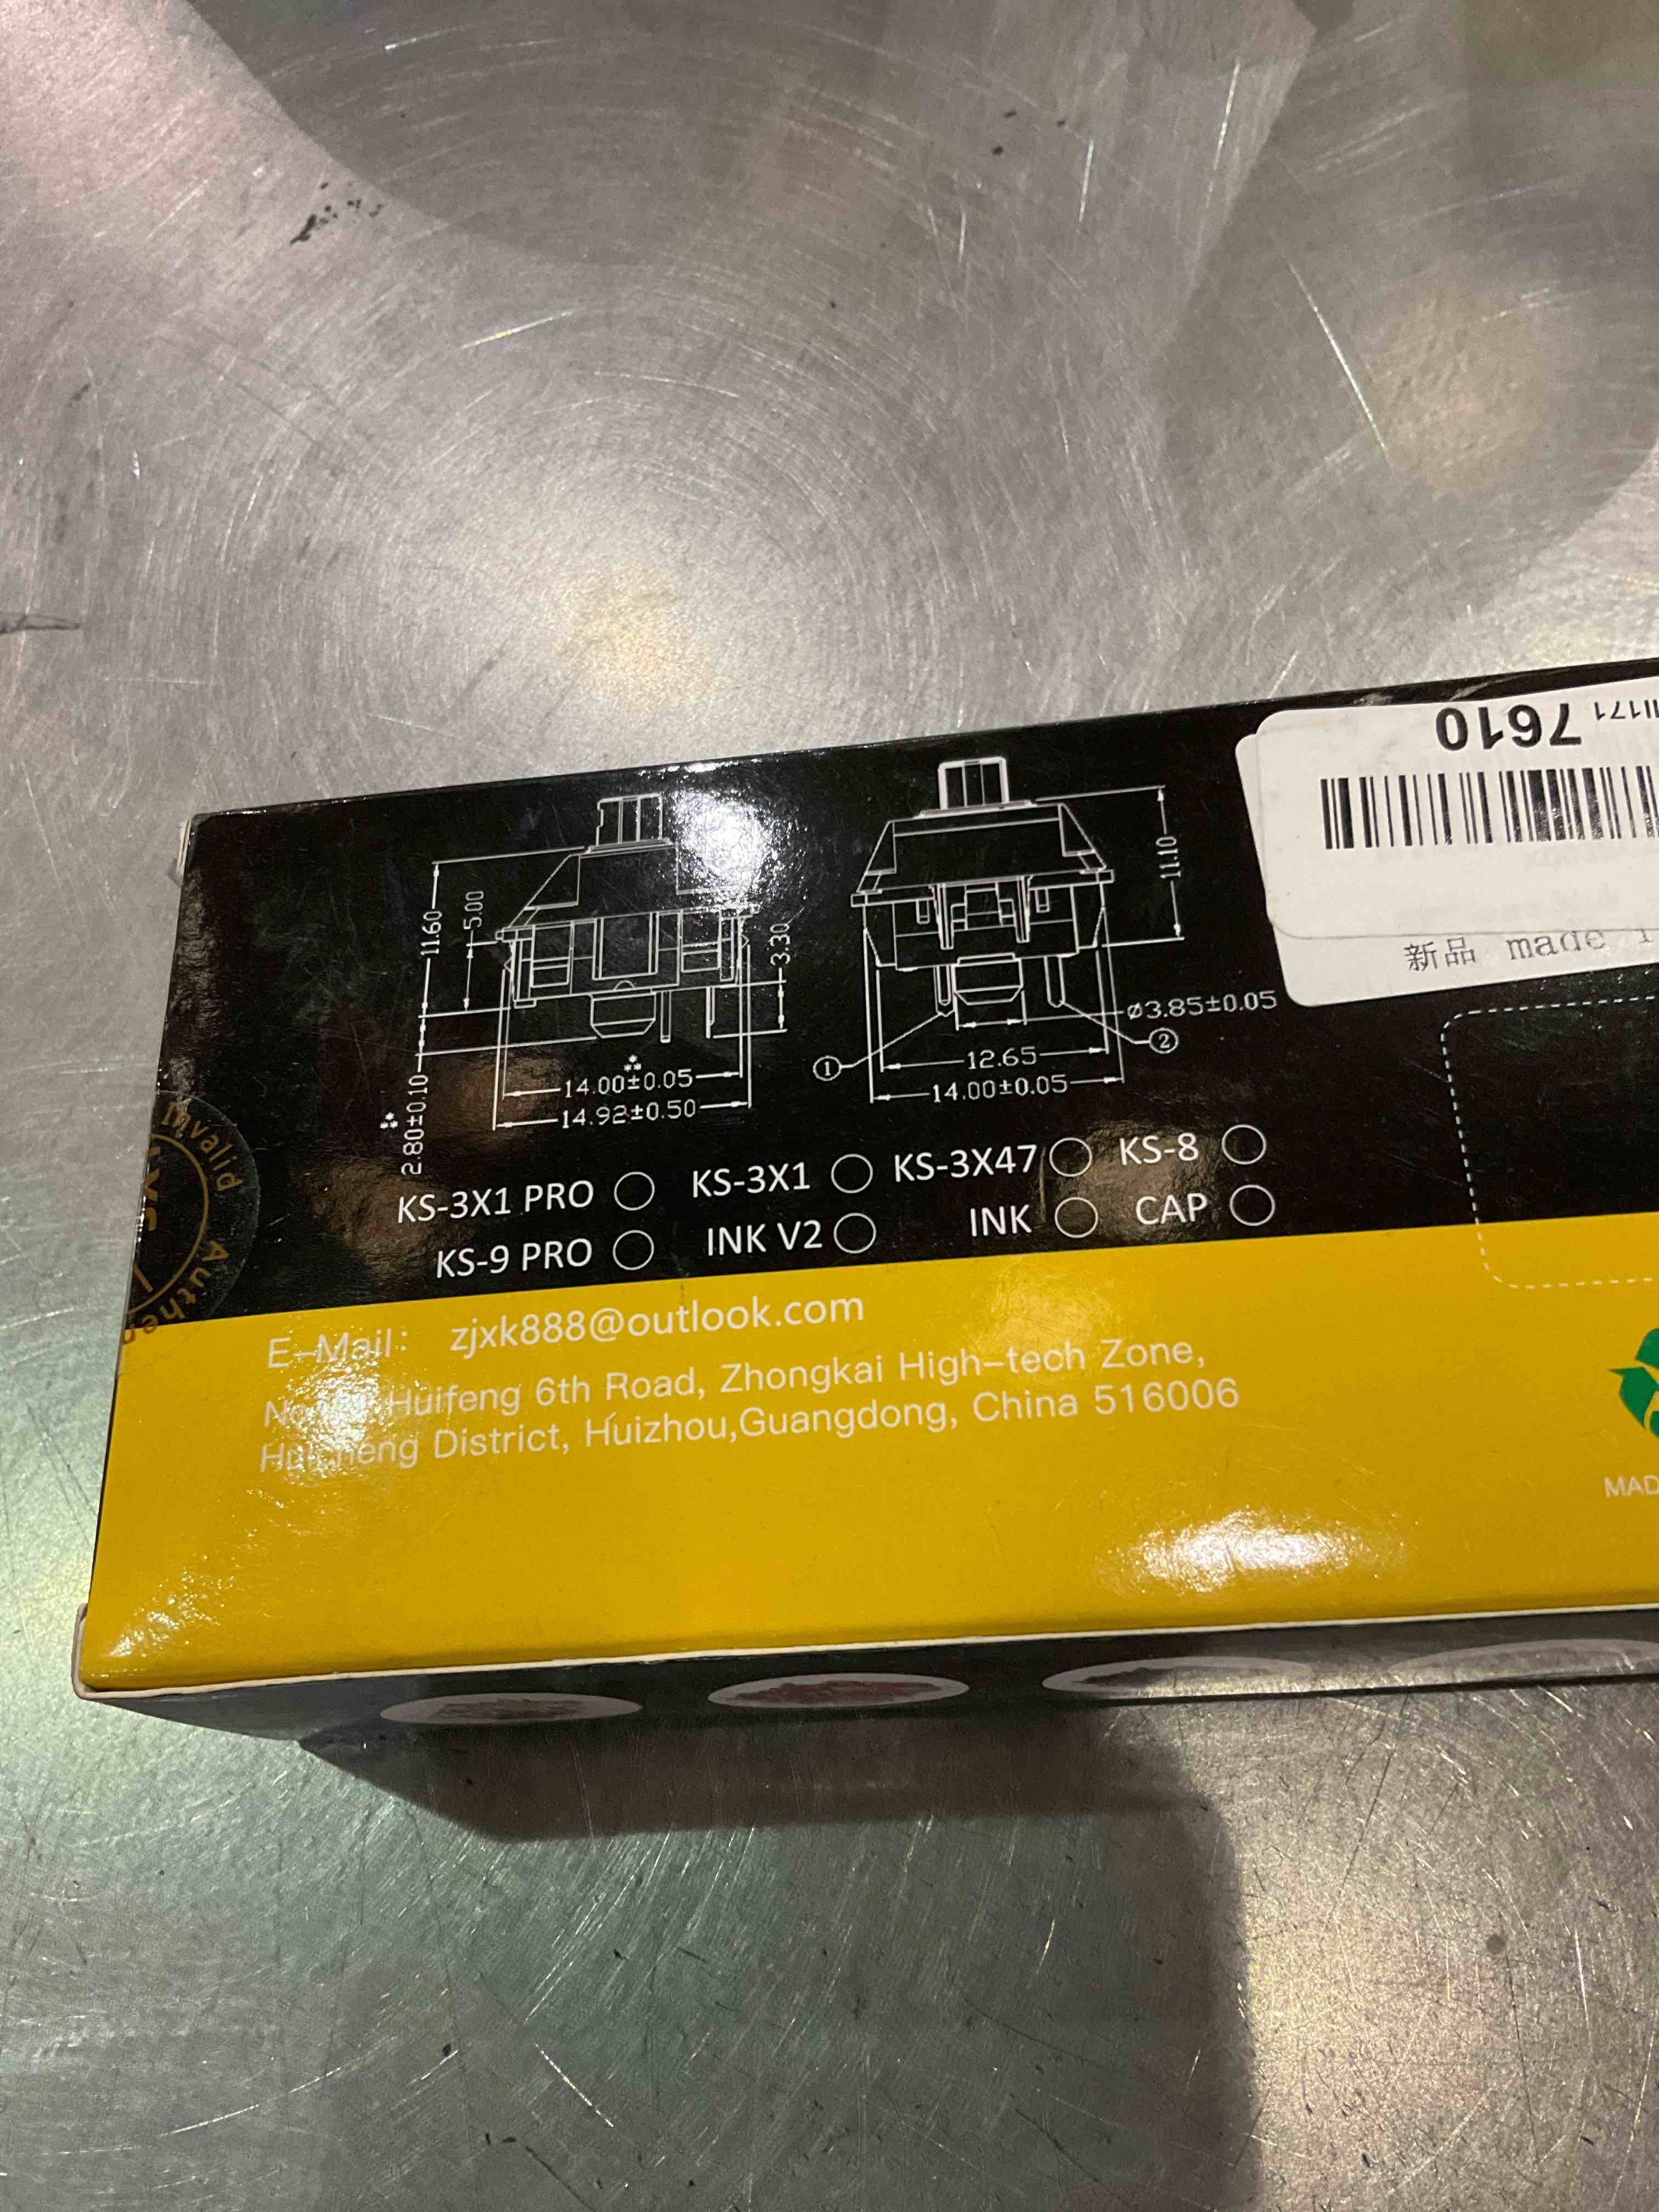 7610 II171
新品 made
11.60
5.00
3.30
2.80±0.10
14.00±0.05
14.92±0.50
11.10
ø3.85±0.05
①
②
12.65
14.00±0.05
KS-3X1 PRO KS-3X1 KS-3X47 KS-8
KS-9 PRO INK V2 INK CAP
Invalid
E-Mail: zjxk888@outlook.com
Huifeng 6th Road, Zhongkai High-tech Zone,
District, Huizhou,Guangdong, China 516006